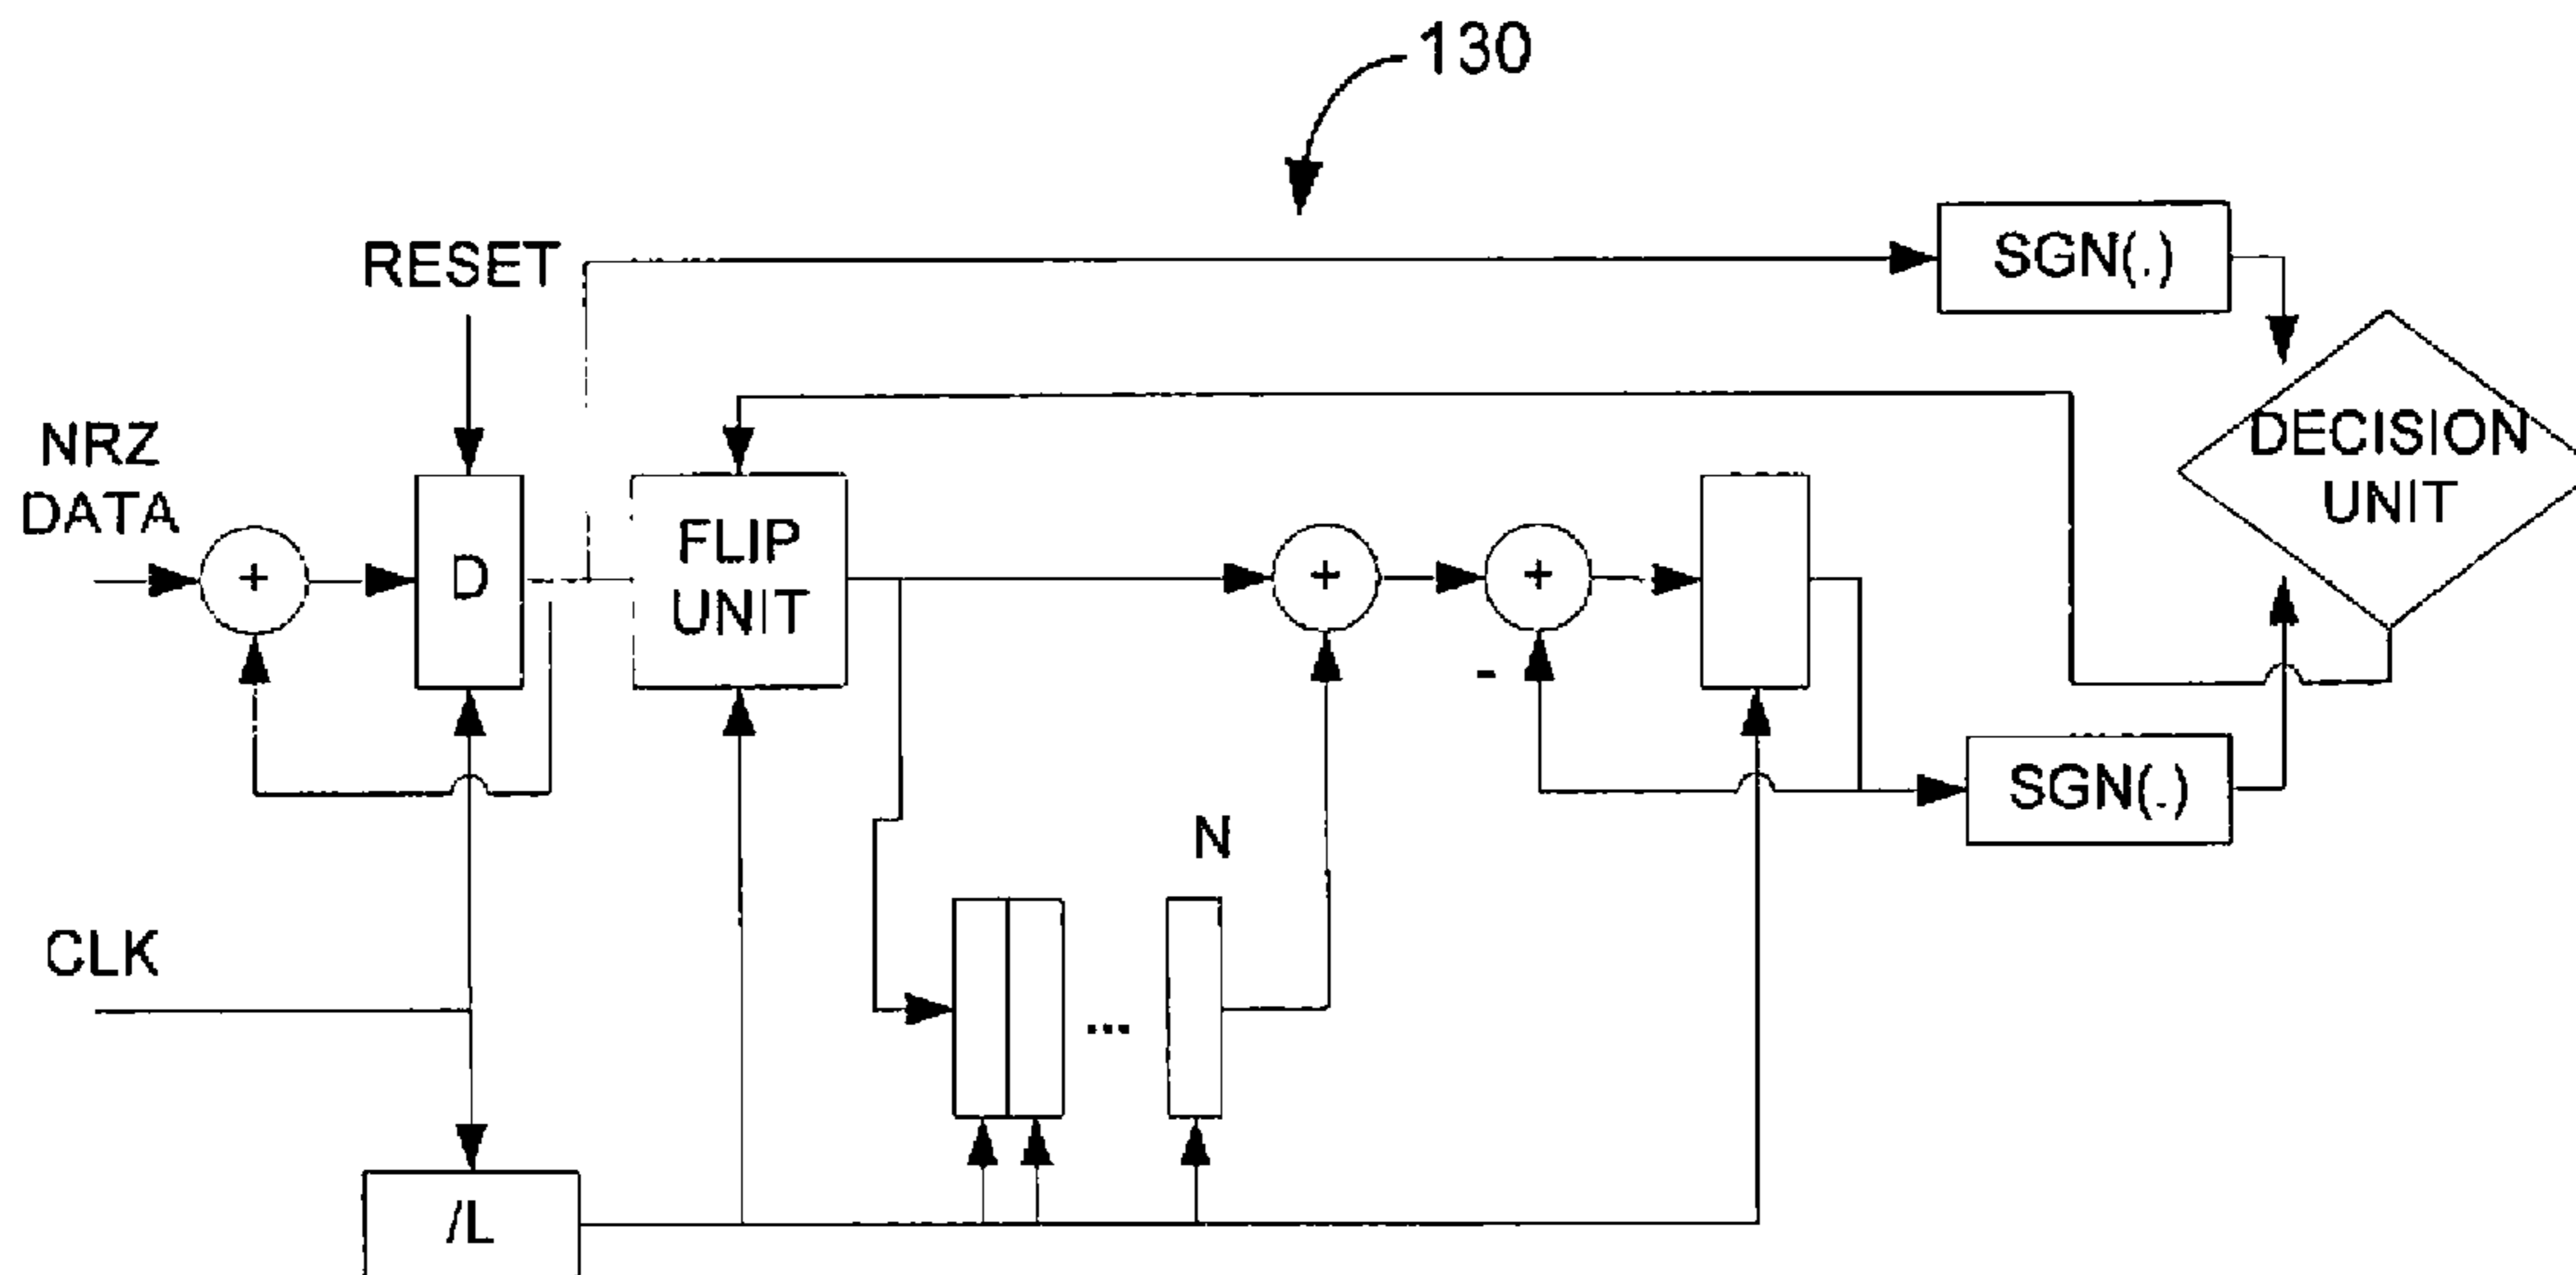 130
RESET
SGN(.)
NRZ
DATA
DECISION
UNIT
+
D
FLIP
UNIT
+
+
-
SGN(.)
N
CLK
...
/L